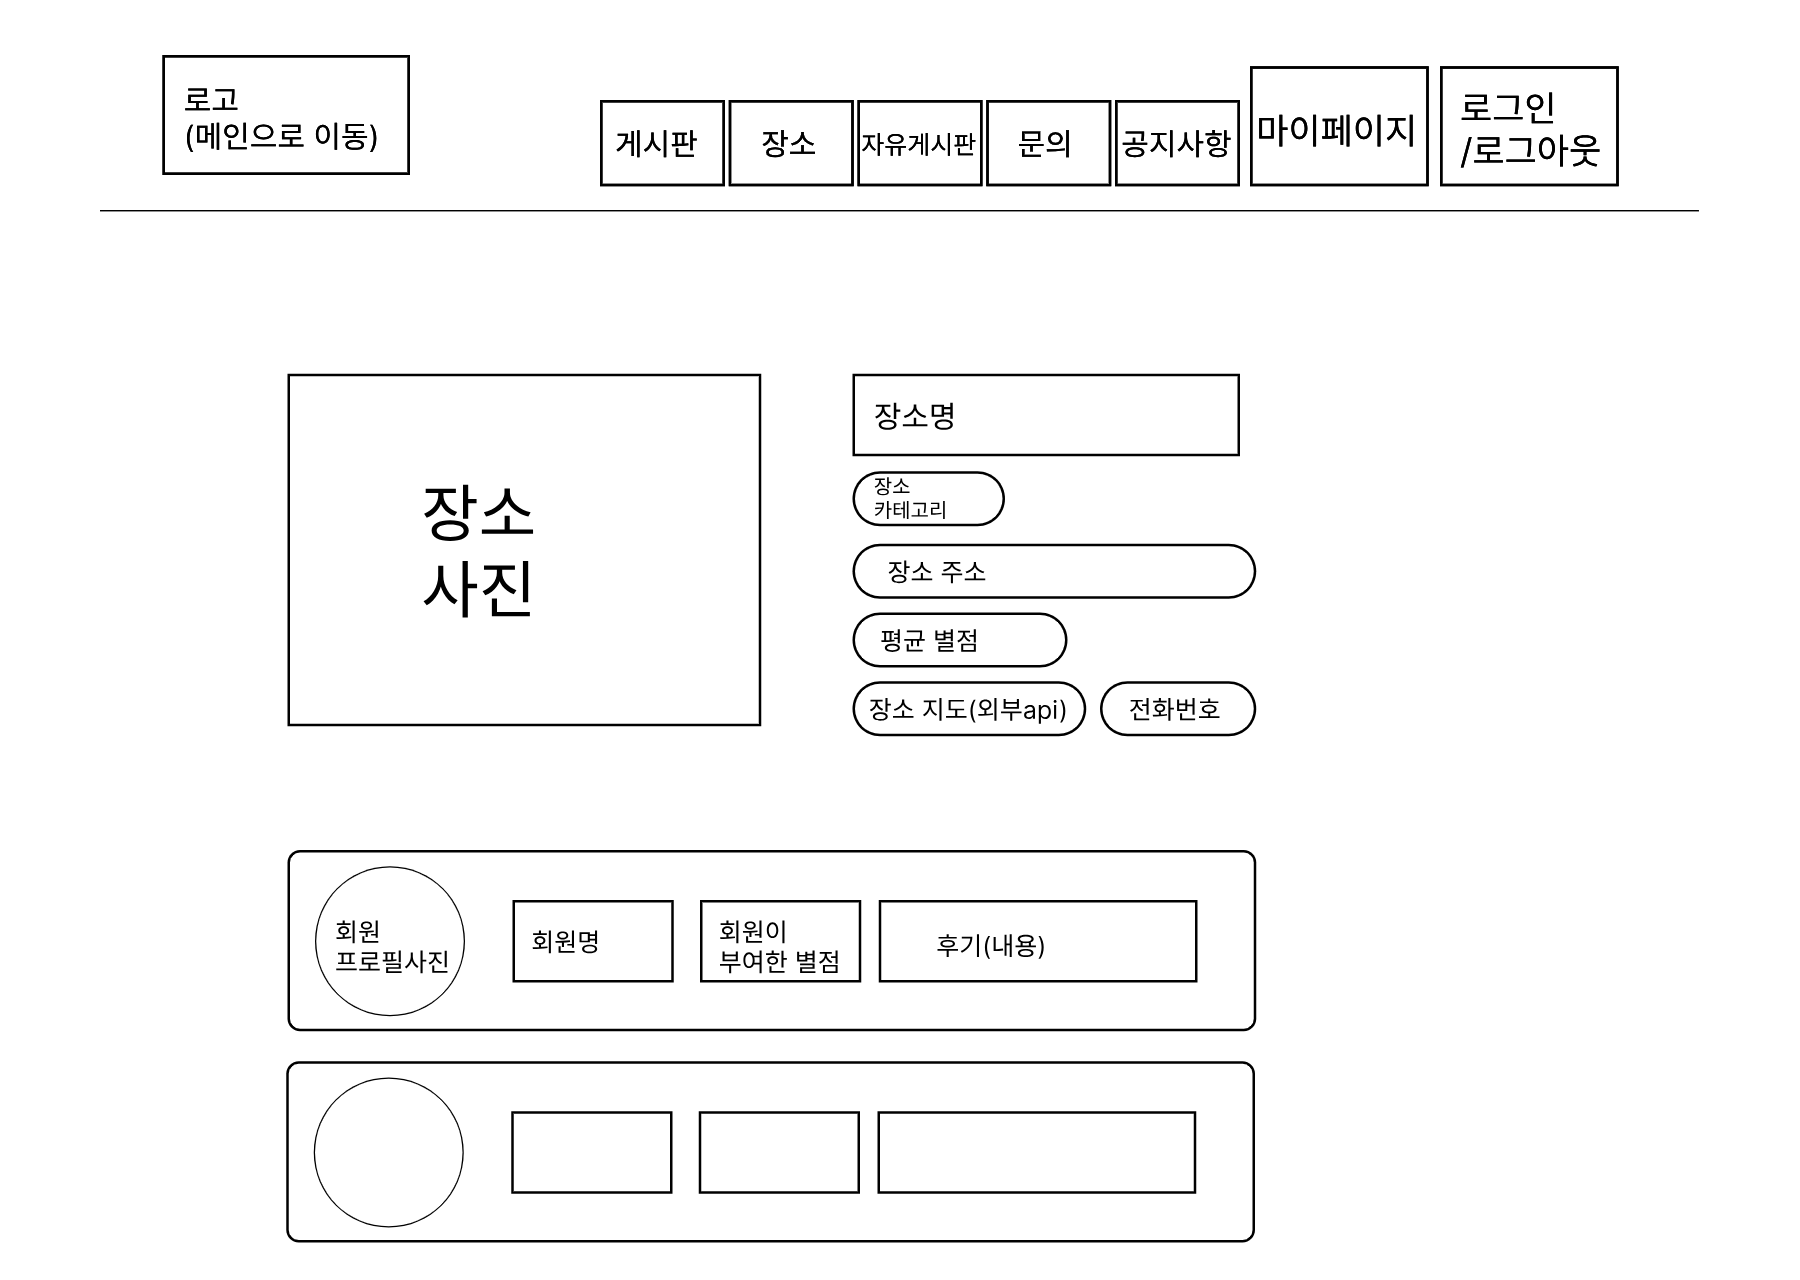 로고
(메인으로 이동)
게시판
장소
자유게시판
문의
공지사항
마이페이지
로그인
/로그아웃
장소
사진
장소명
장소
카테고리
장소 주소
평균 별점
장소 지도(외부api)
전화번호
회원
프로필사진
회원명
회원이
부여한 별점
후기(내용)